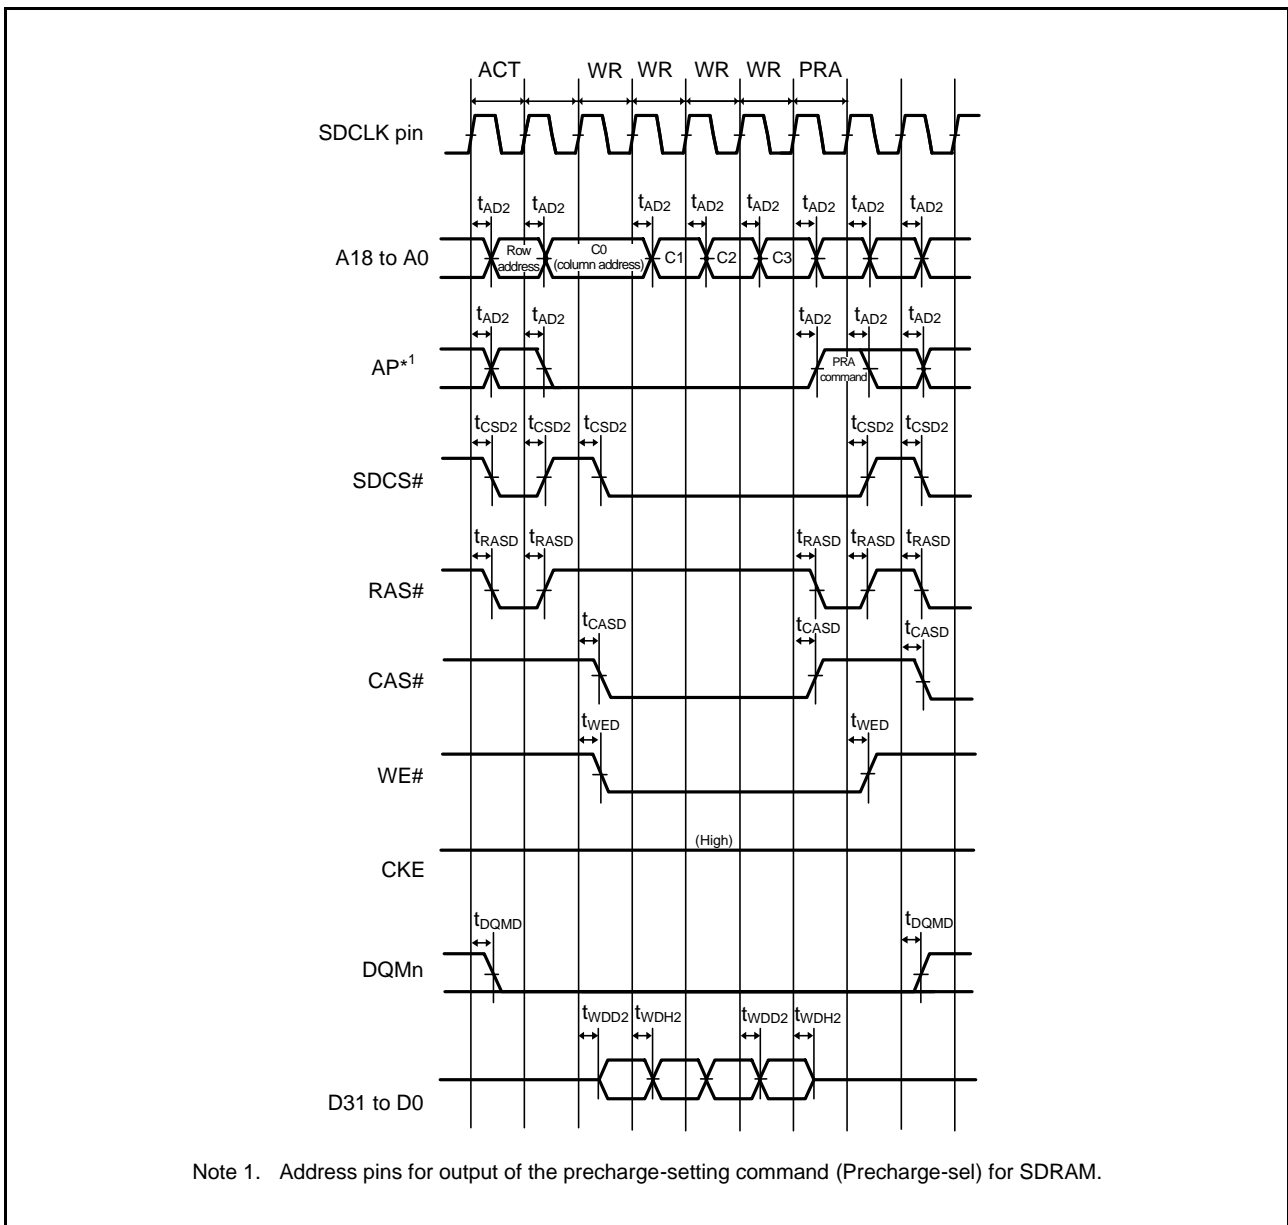 ACT WR WR WR WR PRA
SDCLK pin
tAD2 tAD2 tAD2 tAD2 tAD2 tAD2 tAD2 tAD2
A18 to A0
Row
address
C0
(column address)
C1 C2 C3
tAD2 tAD2 tAD2 tAD2 tAD2
AP*1
PRA
command
tCSD2 tCSD2 tCSD2 tCSD2 tCSD2
SDCS#
tRASD tRASD tRASD tRASD tRASD
RAS#
tCASD tCASD tCASD
CAS#
tWED tWED
WE#
(High)
CKE
tDQMD tDQMD
DQMn
tWDD2 tWDH2 tWDD2 tWDH2
D31 to D0
Note 1. Address pins for output of the precharge-setting command (Precharge-sel) for SDRAM.